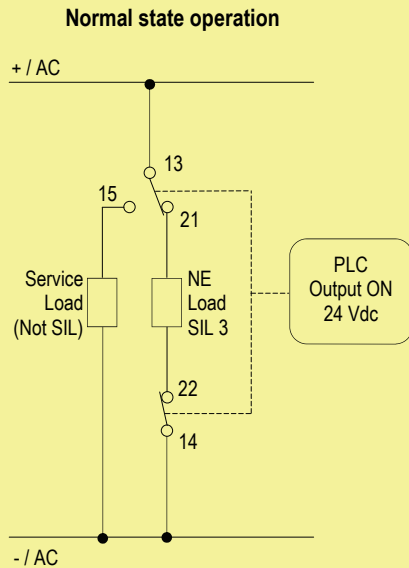 Normal state operation
+ / AC
13
15
21
Service
Load
(Not SIL)
NE
Load
SIL 3
PLC
Output ON
24 Vdc
22
14
- / AC